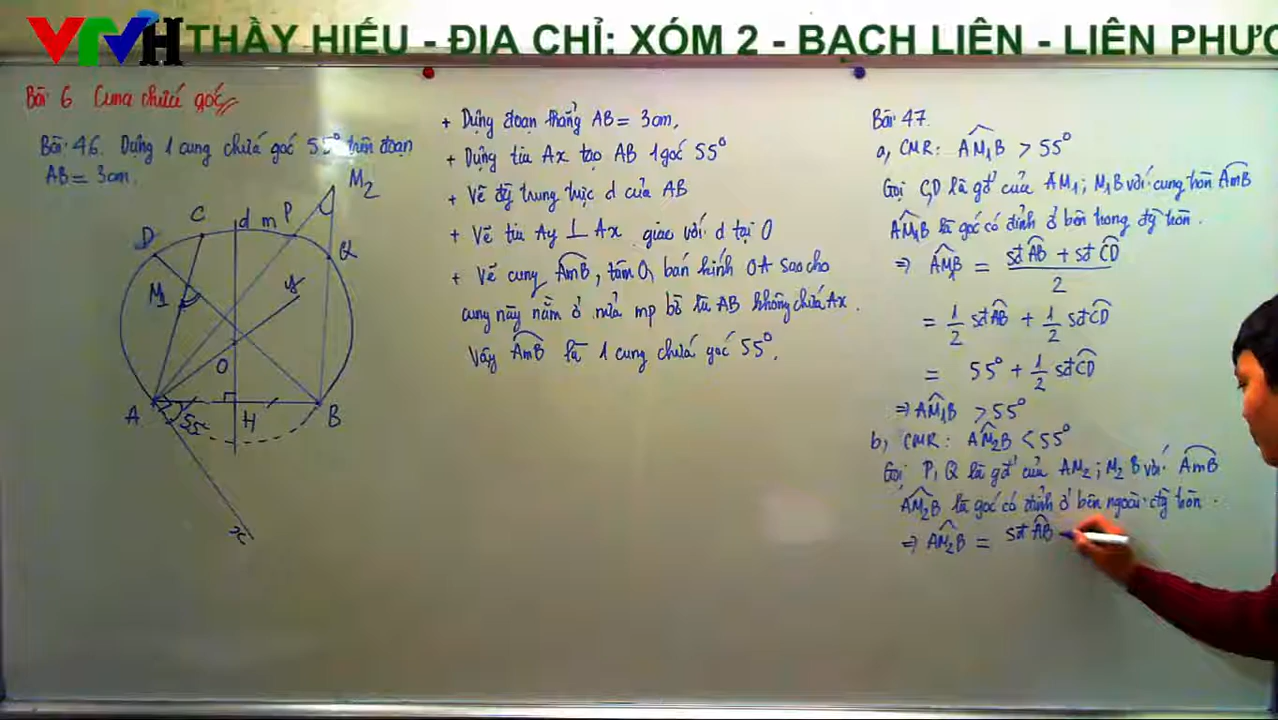 VTVH THẦY HIẾU - ĐỊA CHỈ: XÓM 2 - BẠCH LIÊN - LIÊN PHƯƠ
Bài 6 Cung chứa góc
Bài 46. Dựng 1 cung chứa góc 55° trên đoạn
AB = 3cm.
M2
C d m P
D Q
M1 y
O
A 55° H B
x
+ Dựng đoạn thẳng AB = 3cm,
+ Dựng tia Ax tạo AB 1 góc 55°
+ Vẽ đg trung trực d của AB
+ Vẽ tia Ay ⊥ Ax giao với d tại O
+ Vẽ cung AmB, tâm O, bán kính OA sao cho
cung này nằm ở nửa mp bờ là AB không chứa Ax.
Vậy AmB là 1 cung chứa góc 55°.
Bài 47.
a, CMR: AM1B > 55°
Gọi C, D là gđ của AM1; M1B với cung tròn AmB
AM1B là góc có đỉnh ở bên trong đg tròn.
⇒ AM1B = (sđ AB + sđ CD) / 2
= 1/2 sđ AB + 1/2 sđ CD
= 55° + 1/2 sđ CD
⇒ AM1B > 55°
b, CMR: AM2B < 55°
Gọi P, Q là gđ của AM2; M2B với AmB
AM2B là góc có đỉnh ở bên ngoài đg tròn.
⇒ AM2B = sđ AB